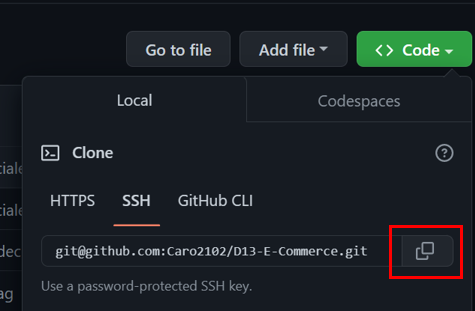 Go to file Add file <> Code
Local Codespaces
ciale
Clone
HTTPS SSH GitHub CLI
ciale
git@github.com:Caro2102/D13-E-Commerce.git
dec
Use a password-protected SSH key.
ag